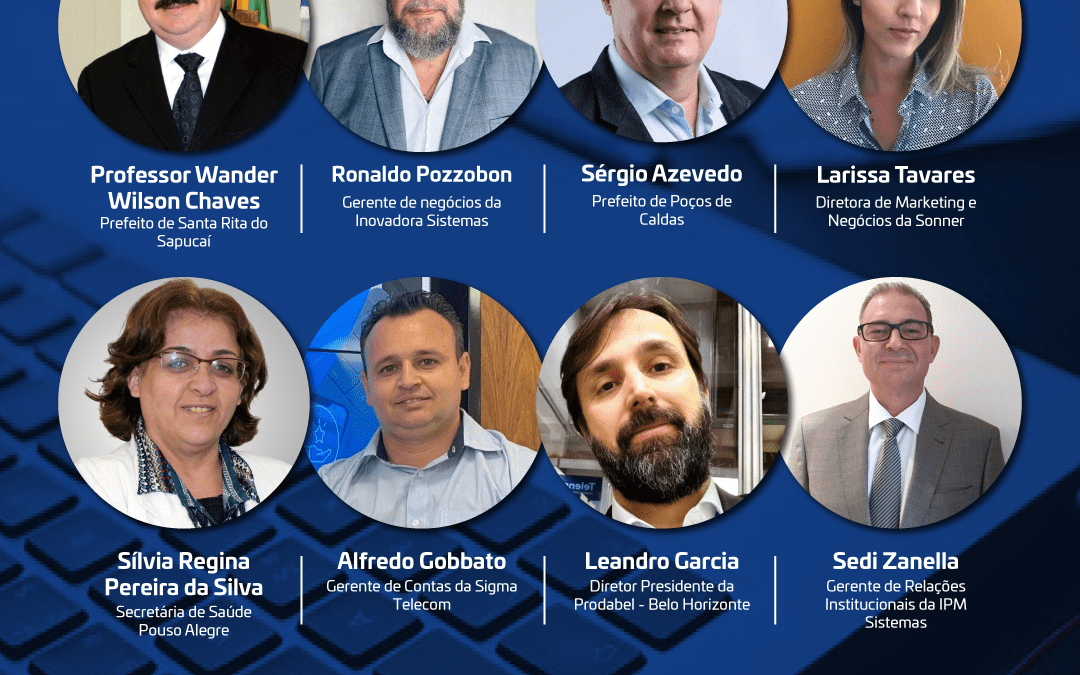 Professor Wander
Wilson Chaves
Prefeito de Santa Rita do
Sapucaí
Ronaldo Pozzobon
Gerente de negócios da
Inovadora Sistemas
Sérgio Azevedo
Prefeito de Poços de
Caldas
Larissa Tavares
Diretora de Marketing e
Negócios da Sonner
Sílvia Regina
Pereira da Silva
Secretária de Saúde
Pouso Alegre
Alfredo Gobbato
Gerente de Contas da Sigma
Telecom
Telen
Leandro Garcia
Diretor Presidente da
Prodabel - Belo Horizonte
Sedi Zanella
Gerente de Relações
Institucionais da IPM
Sistemas